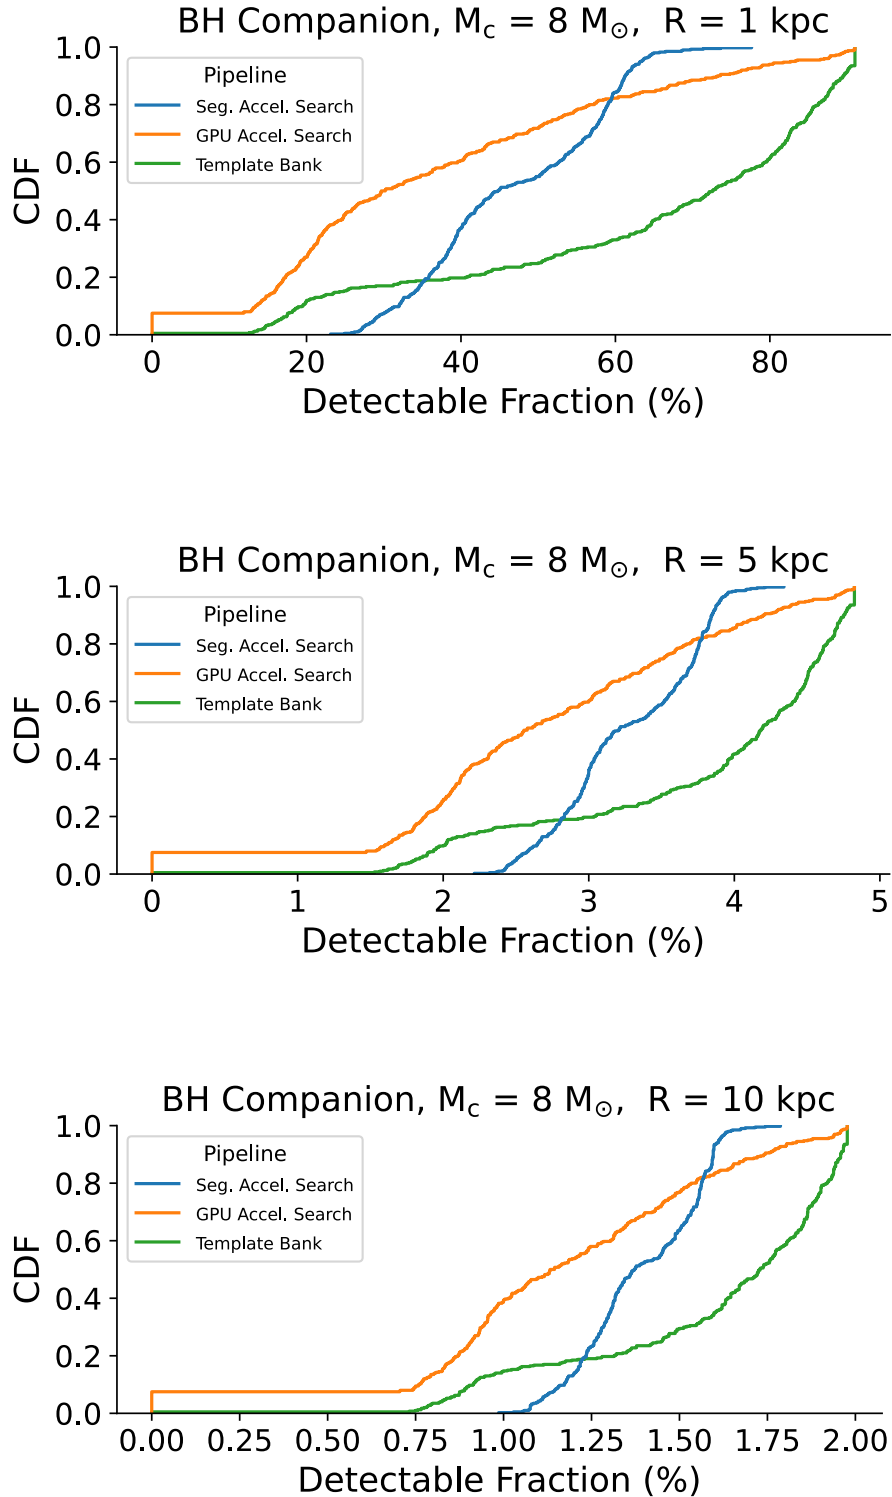 BH Companion, M_c = 8 M_⊙, R = 1 kpc
1.0
0.8
0.6
0.4
0.2
0.0
CDF
Pipeline
Seg. Accel. Search
GPU Accel. Search
Template Bank
0 20 40 60 80
Detectable Fraction (%)
BH Companion, M_c = 8 M_⊙, R = 5 kpc
1.0
0.8
0.6
0.4
0.2
0.0
CDF
Pipeline
Seg. Accel. Search
GPU Accel. Search
Template Bank
0 1 2 3 4 5
Detectable Fraction (%)
BH Companion, M_c = 8 M_⊙, R = 10 kpc
1.0
0.8
0.6
0.4
0.2
0.0
CDF
Pipeline
Seg. Accel. Search
GPU Accel. Search
Template Bank
0.00 0.25 0.50 0.75 1.00 1.25 1.50 1.75 2.00
Detectable Fraction (%)